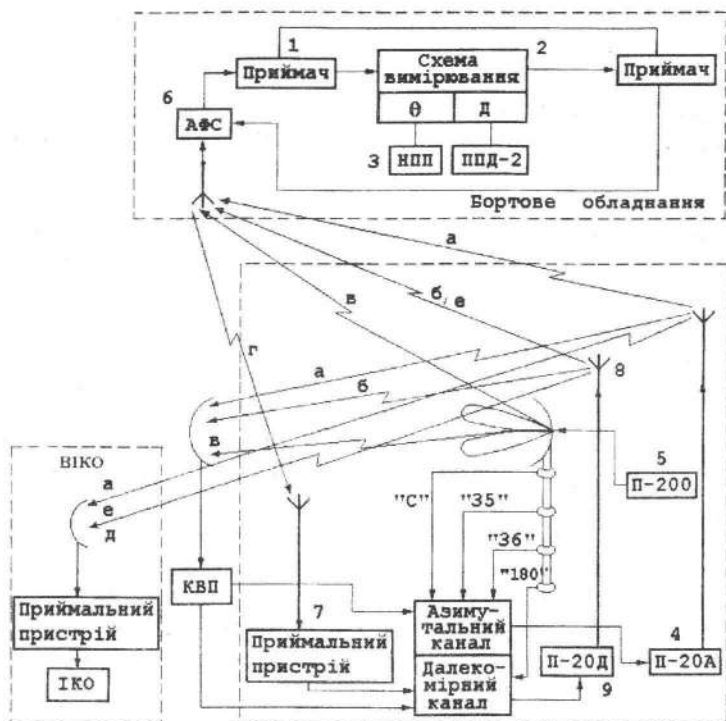 1
2
Приймач
Схема
вимірювання
Приймач
6
АФС
Θ
Д
3
НПП
ППД-2
Бортове обладнання
а
в
б, е
г
а
8
б
в
ВІКО
а
5
е
"С"
"35"
П-200
д
"36"
"180"
КВП
7
4
Приймальний
пристрій
Приймальний
пристрій
Азиму-
тальний
канал
Далеко-
мірний
канал
П-20Д
П-20А
ІКО
9